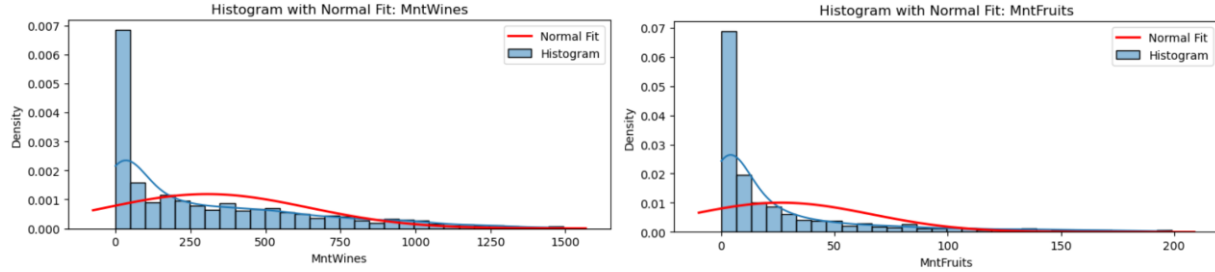 Histogram with Normal Fit: MntWines
0.007
0.006
0.005
0.004
0.003
0.002
0.001
0.000
Density
Normal Fit
Histogram
0
250
500
750
1000
1250
1500
MntWines
Histogram with Normal Fit: MntFruits
0.07
0.06
0.05
0.04
0.03
0.02
0.01
0.00
Density
Normal Fit
Histogram
0
50
100
150
200
MntFruits